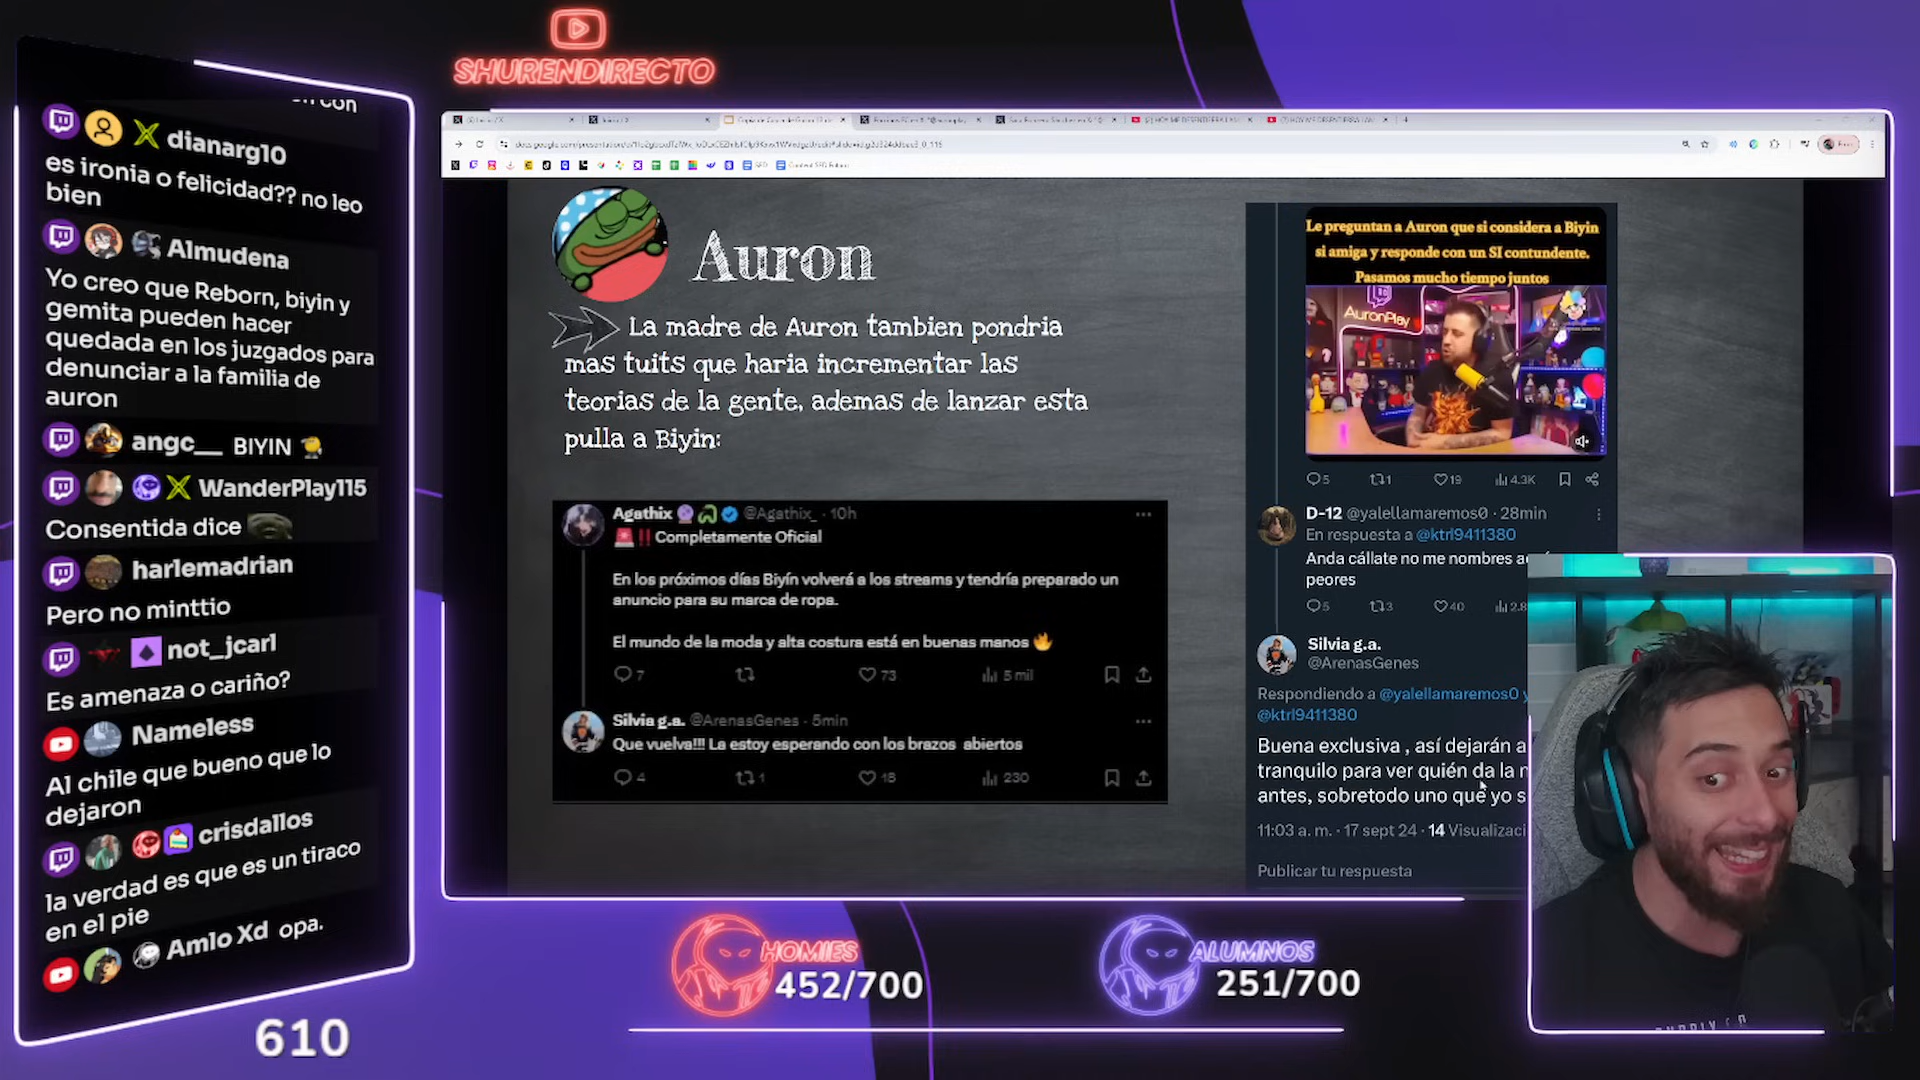 SHURENDIRECTO
con
dianarg10
es ironia o felicidad?? no leo
bien
Almudena
Yo creo que Reborn, biyin y
gemita pueden hacer
quedada en los juzgados para
denunciar a la familia de
auron
angc__ BIYIN
WanderPlay115
Consentida dice
harlemadrian
Pero no minttio
not_jcarl
Es amenaza o cariño?
Nameless
Al chile que bueno que lo
dejaron
crisdallos
la verdad es que es un tiraco
en el pie
Amlo Xd opa.
610
Auron
La madre de Auron tambien pondria
mas tuits que haria incrementar las
teorias de la gente, ademas de lanzar esta
pulla a Biyin:
Agathix @Agathix_ · 10h
Completamente Oficial
En los próximos días Biyín volverá a los streams y tendría preparado un
anuncio para su marca de ropa.
El mundo de la moda y alta costura está en buenas manos
7 73 5 mil
Silvia g.a. @ArenasGenes · 5min
Que vuelva!!! La estoy esperando con los brazos abiertos
4 1 18 230
Le preguntan a Auron que si considera a Biyin
si amiga y responde con un SI contundente.
Pasamos mucho tiempo juntos
AuronPlay
5 1 19 4.3K
D-12 @yalellamaremos0 · 28min
En respuesta a @ktrl9411380
Anda cállate no me nombres
peores
5 3 40 2.8
Silvia g.a.
@ArenasGenes
Respondiendo a @yalellamaremos0 y
@ktrl9411380
Buena exclusiva , así dejarán a
tranquilo para ver quién da la
antes, sobretodo uno que yo s
11:03 a. m. · 17 sept 24 · 14 Visualizaci
Publicar tu respuesta
HOMIES
452/700
ALUMNOS
251/700